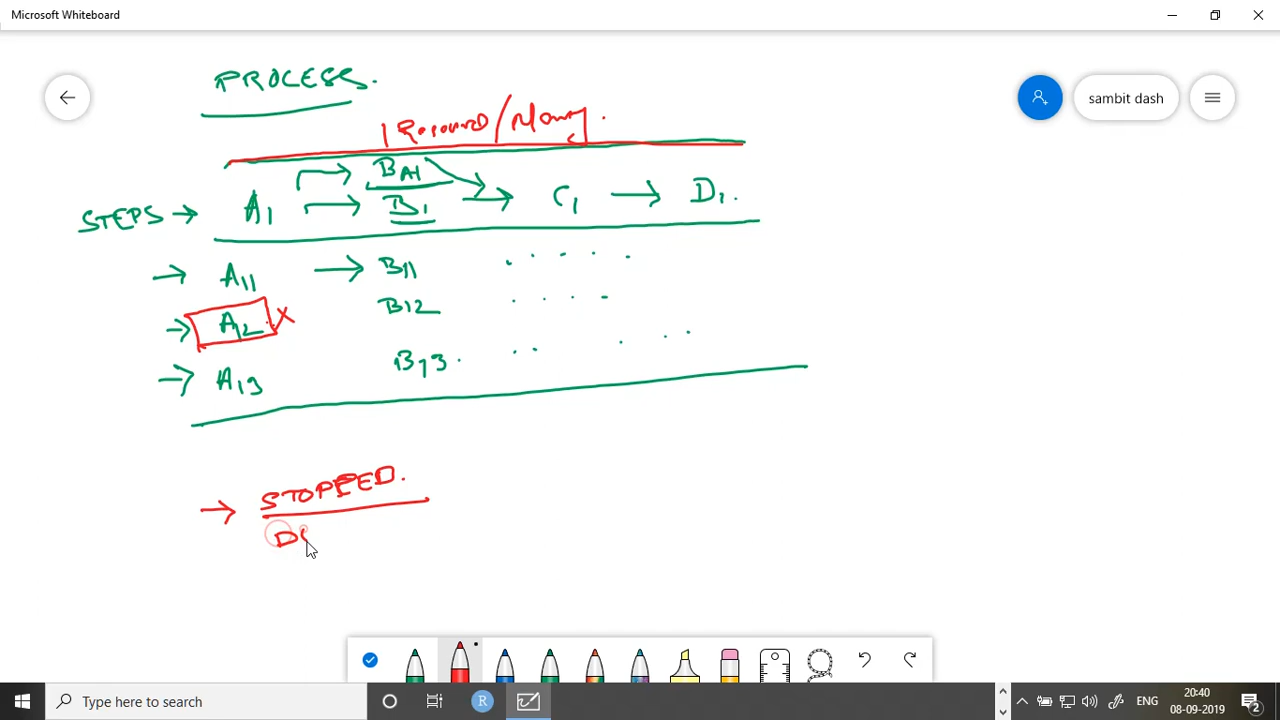 Microsoft Whiteboard
sambit dash
PROCESS.
/ Money.
BA1
STEPS → A1 → B1 → C1 → D1.
→ A11 → B11 . . . . .
→ A12 X B12 . . . .
→ A13 B13. . . . . .
→ STOPPED.
Type here to search
R
ENG
20:40
08-09-2019
2